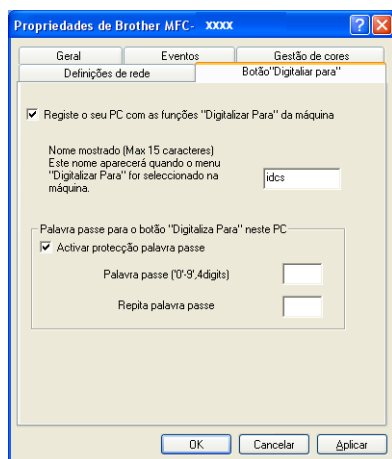 Propriedades de Brother MFC- xxxx
Geral Eventos Gestão de cores
Definições de rede Botão"Digitaliar para"
Registe o seu PC com as funções "Digitalizar Para" da máquina
Nome mostrado (Max 15 caracteres)
Este nome aparecerá quando o menu
"Digitalizar Para" for seleccionado na
máquina.
idcs
Palavra passe para o botão "Digitaliza Para" neste PC
Activar protecção palavra passe
Palavra passe ('0'-9',4digits)
Repita palavra passe
OK Cancelar Aplicar